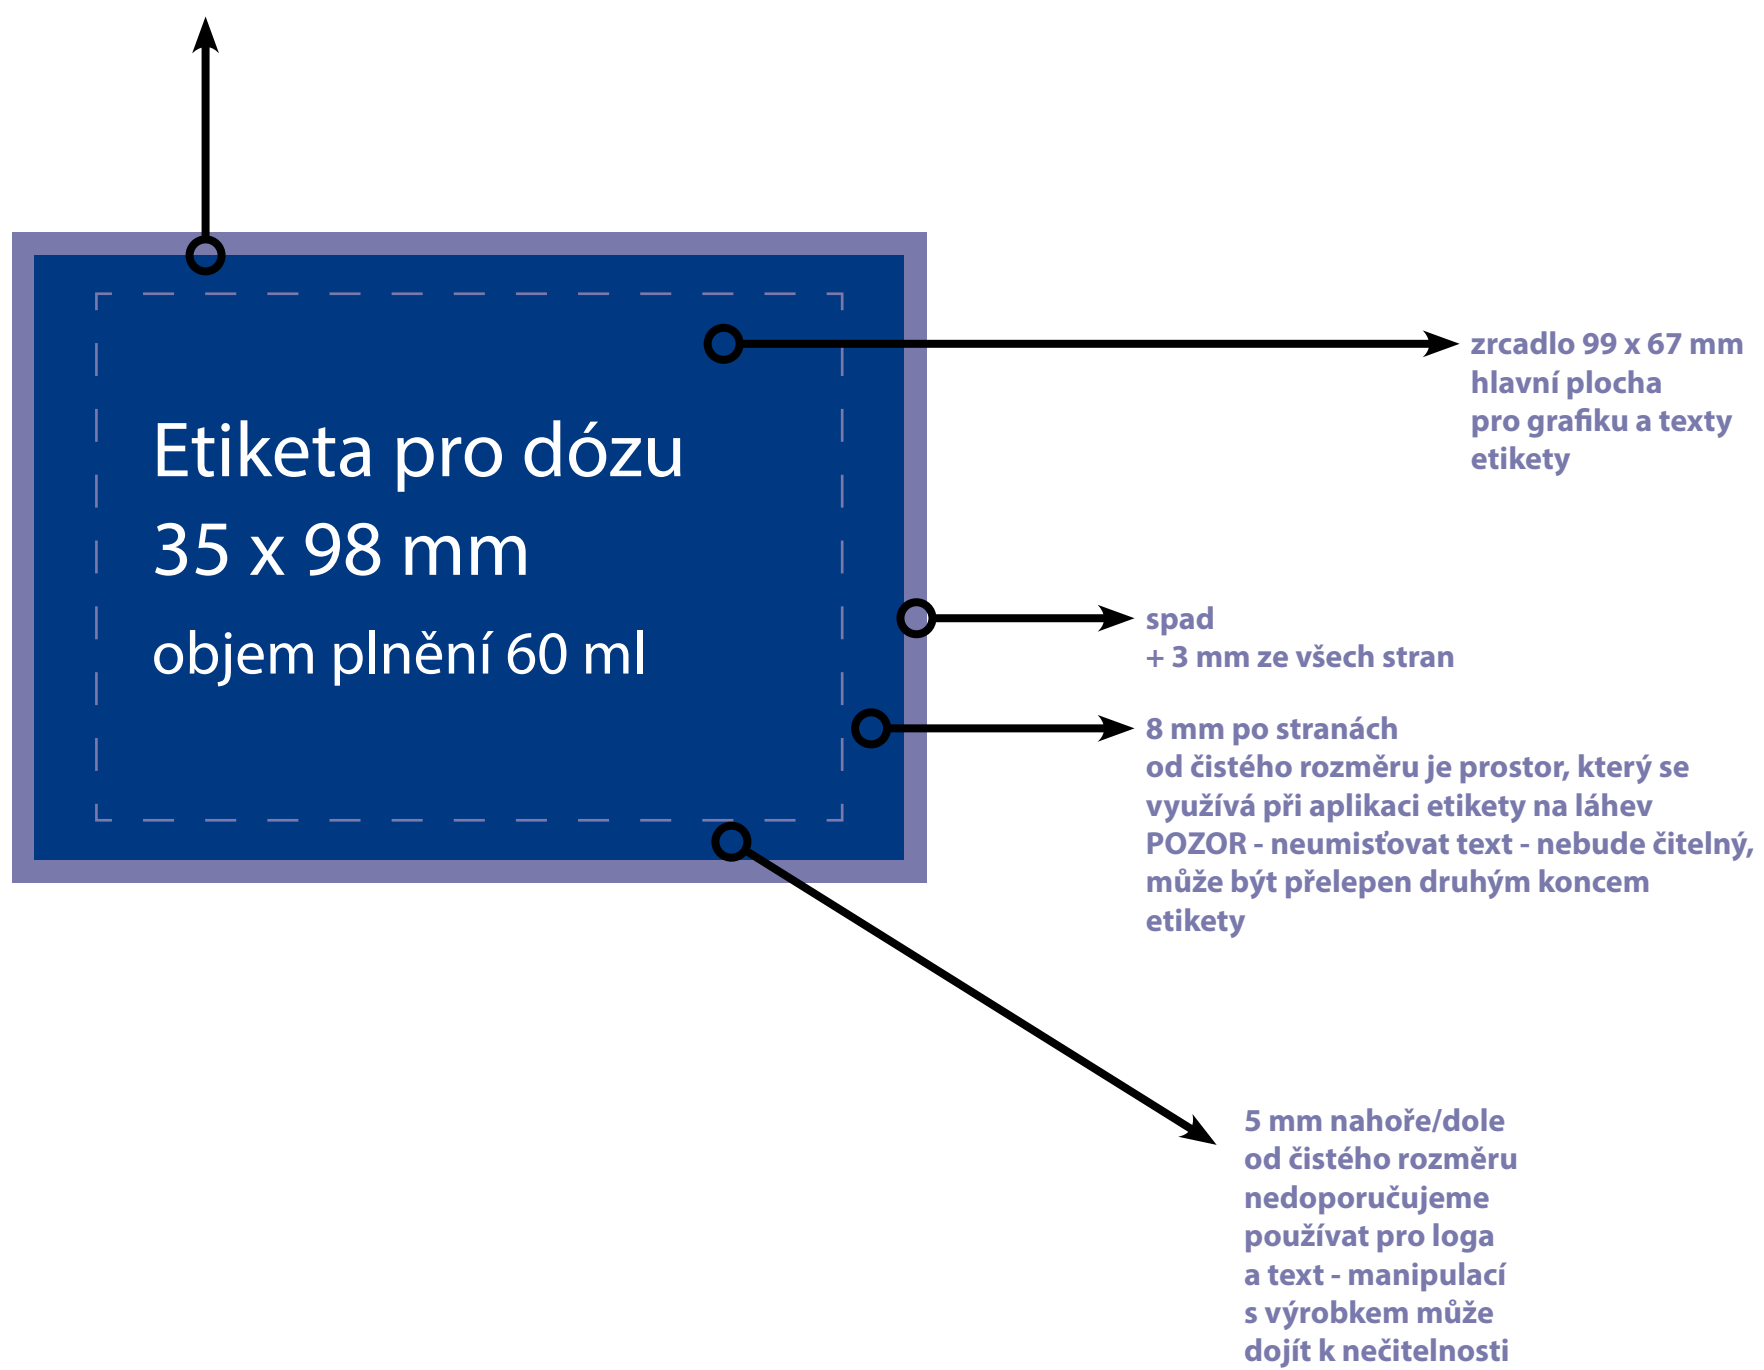 Etiketa pro dózu
35 x 98 mm
objem plnění 60 ml
zrcadlo 99 x 67 mm
hlavní plocha
pro grafiku a texty
etikety
spad
+ 3 mm ze všech stran
8 mm po stranách
od čistého rozměru je prostor, který se
využívá při aplikaci etikety na láhev
POZOR - neumisťovat text - nebude čitelný,
může být přelepen druhým koncem
etikety
5 mm nahoře/dole
od čistého rozměru
nedoporučujeme
používat pro loga
a text - manipulací
s výrobkem může
dojít k nečitelnosti